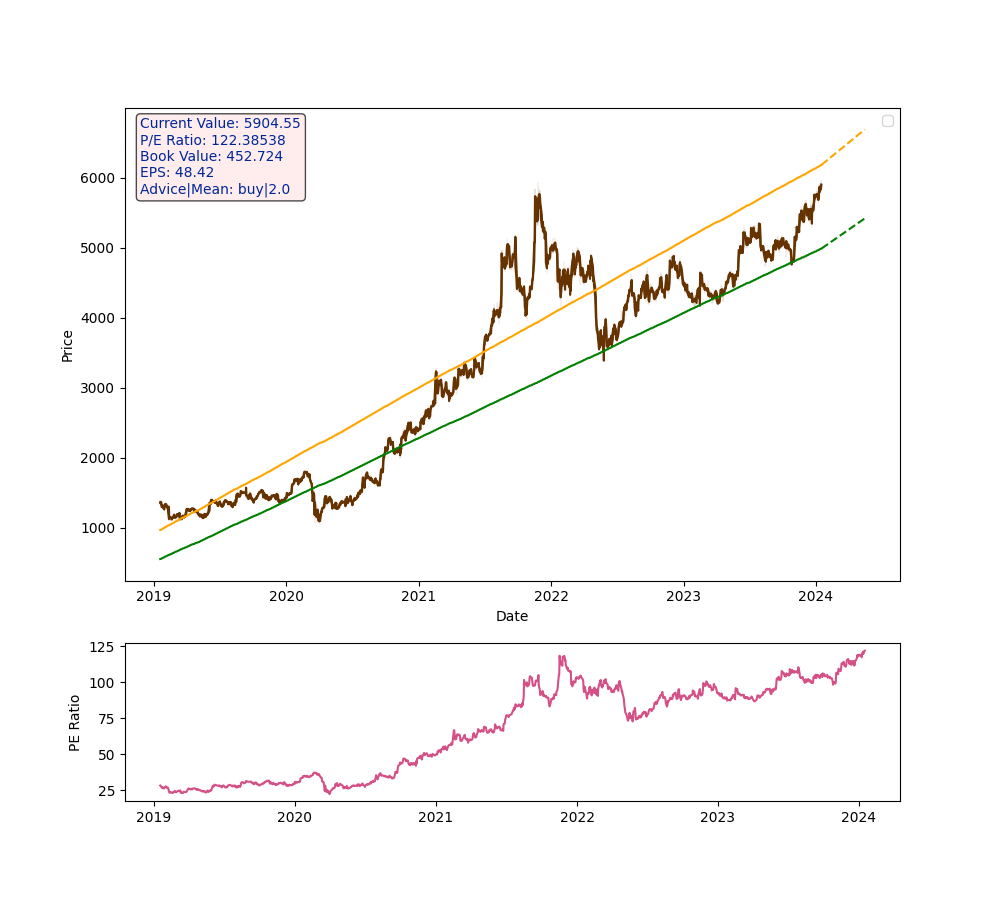 Current Value: 5904.55
P/E Ratio: 122.38538
Book Value: 452.724
EPS: 48.42
Advice|Mean: buy|2.0
Price
6000
5000
4000
3000
2000
1000
2019 2020 2021 2022 2023 2024
Date
PE Ratio
125
100
75
50
25
2019 2020 2021 2022 2023 2024